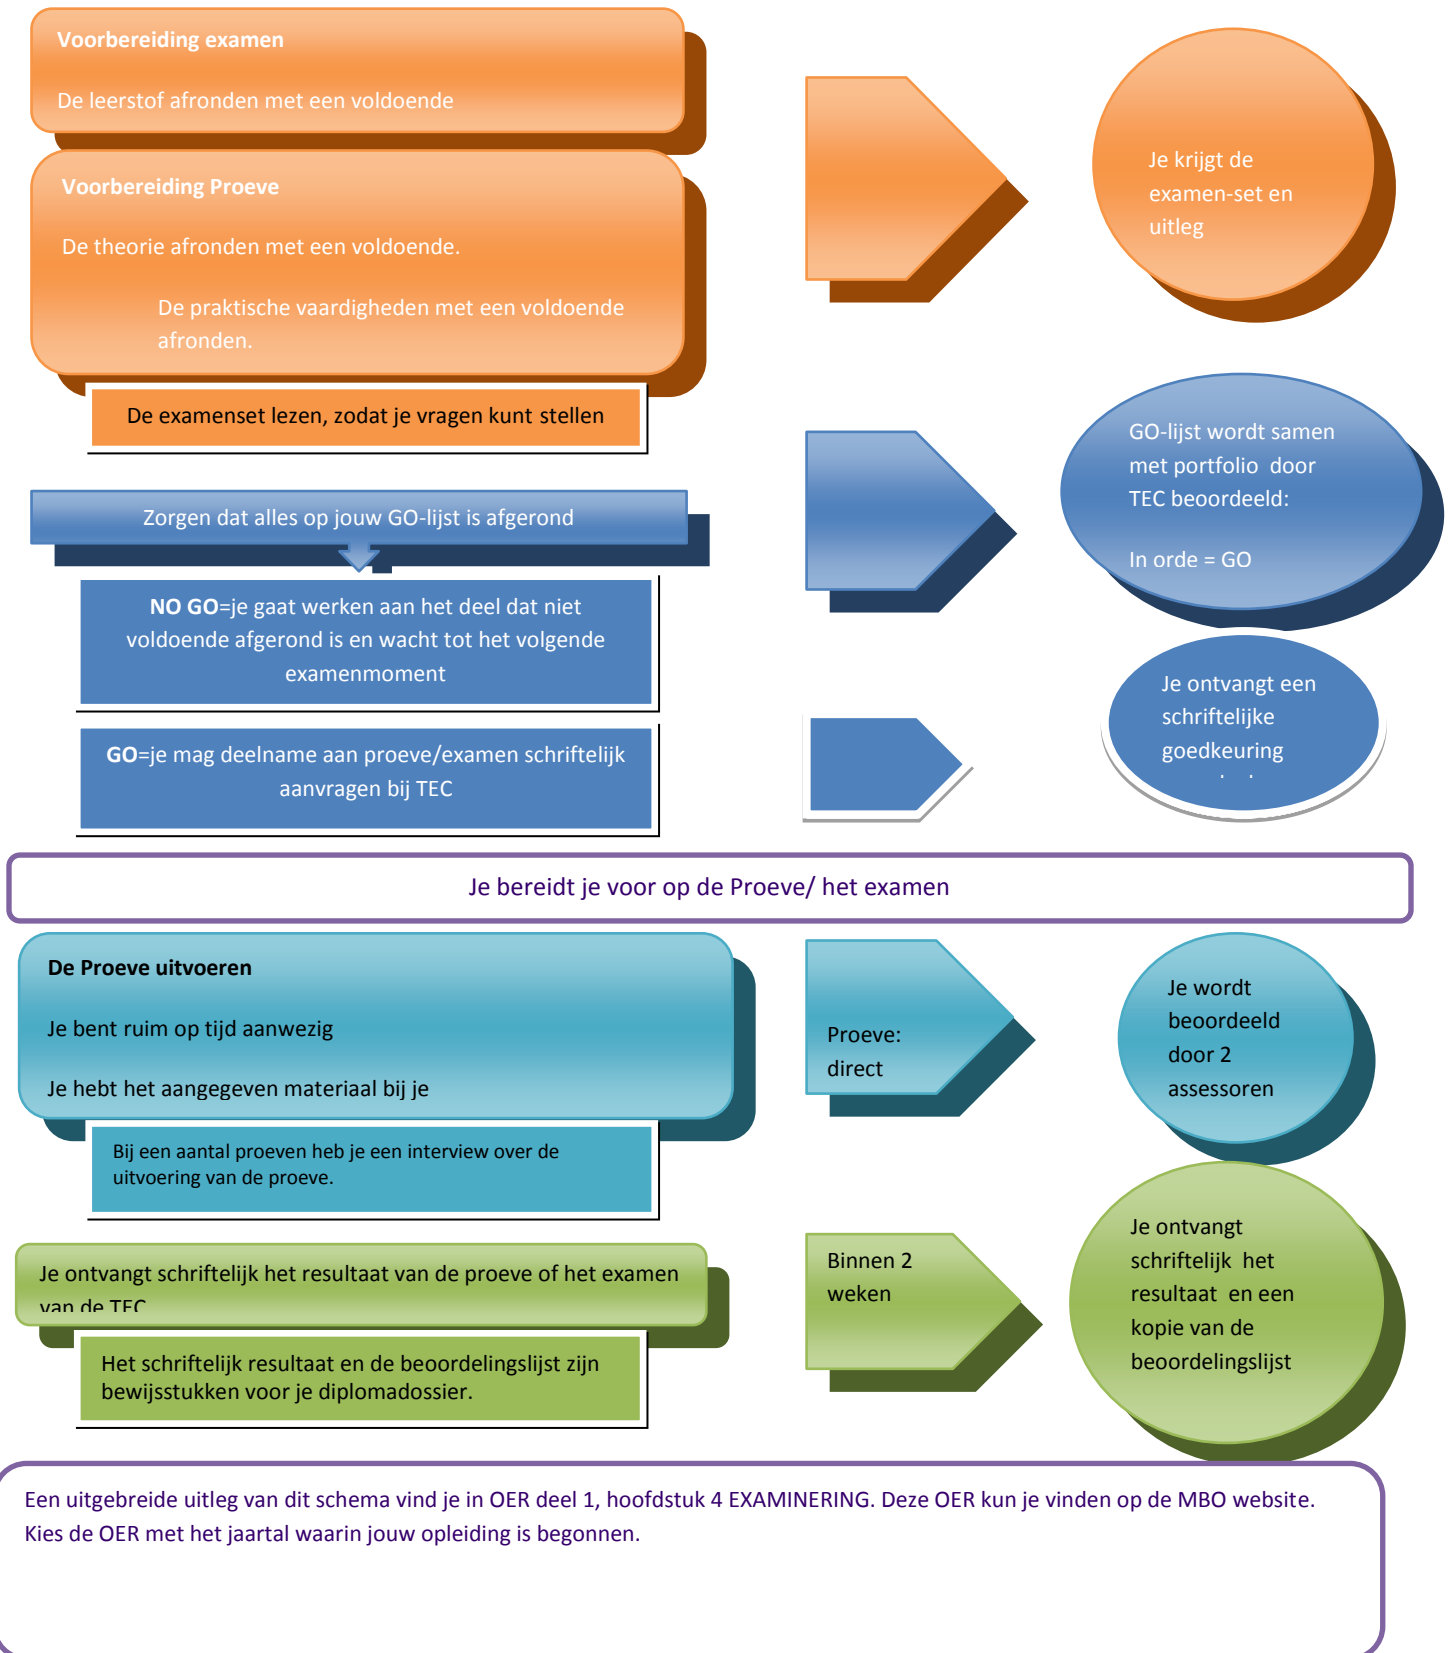 Voorbereiding examen
De leerstof afronden met een voldoende
Voorbereiding Proeve
De theorie afronden met een voldoende.
De praktische vaardigheden met een voldoende
afronden.
De examenset lezen, zodat je vragen kunt stellen
Je krijgt de
examen-set en
uitleg
Zorgen dat alles op jouw GO-lijst is afgerond
NO GO=je gaat werken aan het deel dat niet
voldoende afgerond is en wacht tot het volgende
examenmoment
GO=je mag deelname aan proeve/examen schriftelijk
aanvragen bij TEC
GO-lijst wordt samen
met portfolio  door
TEC beoordeeld:
In orde = GO
Je ontvangt een
schriftelijke
goedkeuring
Je bereidt je voor op de Proeve/ het examen
De Proeve uitvoeren
Je bent ruim op tijd aanwezig
Je hebt het aangegeven materiaal bij je
Bij een aantal proeven heb je een interview over de
uitvoering van de proeve.
Proeve:
direct
Je wordt
beoordeeld
door 2
assessoren
Je ontvangt schriftelijk het resultaat van de proeve of het examen
van de TEC
Het schriftelijk resultaat en de beoordelingslijst zijn
bewijsstukken voor je diplomadossier.
Binnen 2
weken
Je ontvangt
schriftelijk  het
resultaat  en een
kopie van de
beoordelingslijst
Een uitgebreide uitleg van dit schema vind je in OER deel 1, hoofdstuk 4 EXAMINERING. Deze OER kun je vinden op de MBO website.
Kies de OER met het jaartal waarin jouw opleiding is begonnen.